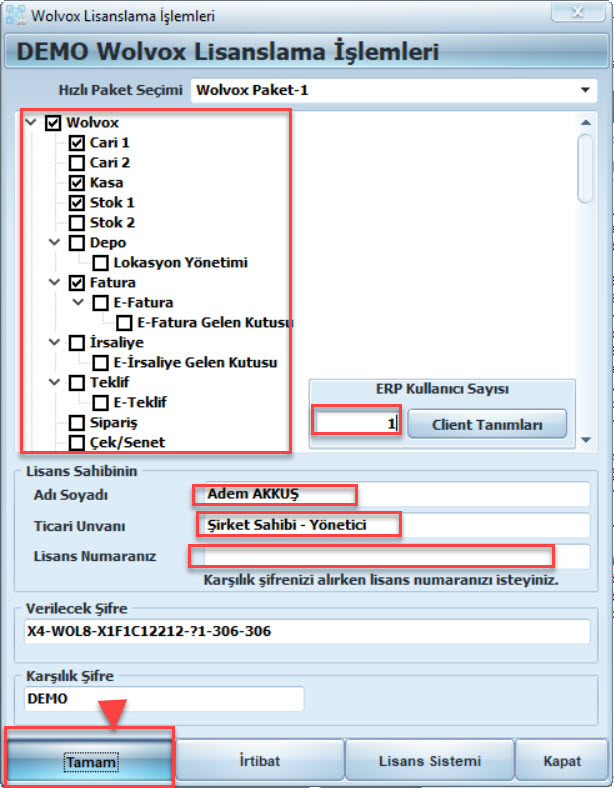 Wolvox Lisanslama İşlemleri
DEMO Wolvox Lisanslama İşlemleri
Hızlı Paket Seçimi Wolvox Paket-1
Wolvox
Cari 1
Cari 2
Kasa
Stok 1
Stok 2
Depo
Lokasyon Yönetimi
Fatura
E-Fatura
E-Fatura Gelen Kutusu
İrsaliye
E-İrsaliye Gelen Kutusu
Teklif
E-Teklif
Sipariş
Çek/Senet
ERP Kullanıcı Sayısı
1 Client Tanımları
Lisans Sahibinin
Adı Soyadı Adem AKKUŞ
Ticari Unvanı Şirket Sahibi - Yönetici
Lisans Numaranız
Karşılık şifrenizi alırken lisans numaranızı isteyiniz.
Verilecek Şifre
X4-WOL8-X1F1C12212-?1-306-306
Karşılık Şifre
DEMO
Tamam İrtibat Lisans Sistemi Kapat